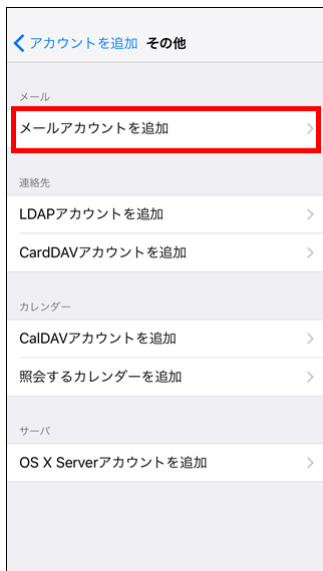 アカウントを追加 その他
メール
メールアカウントを追加
連絡先
LDAPアカウントを追加
CardDAVアカウントを追加
カレンダー
CalDAVアカウントを追加
照会するカレンダーを追加
サーバ
OS X Serverアカウントを追加